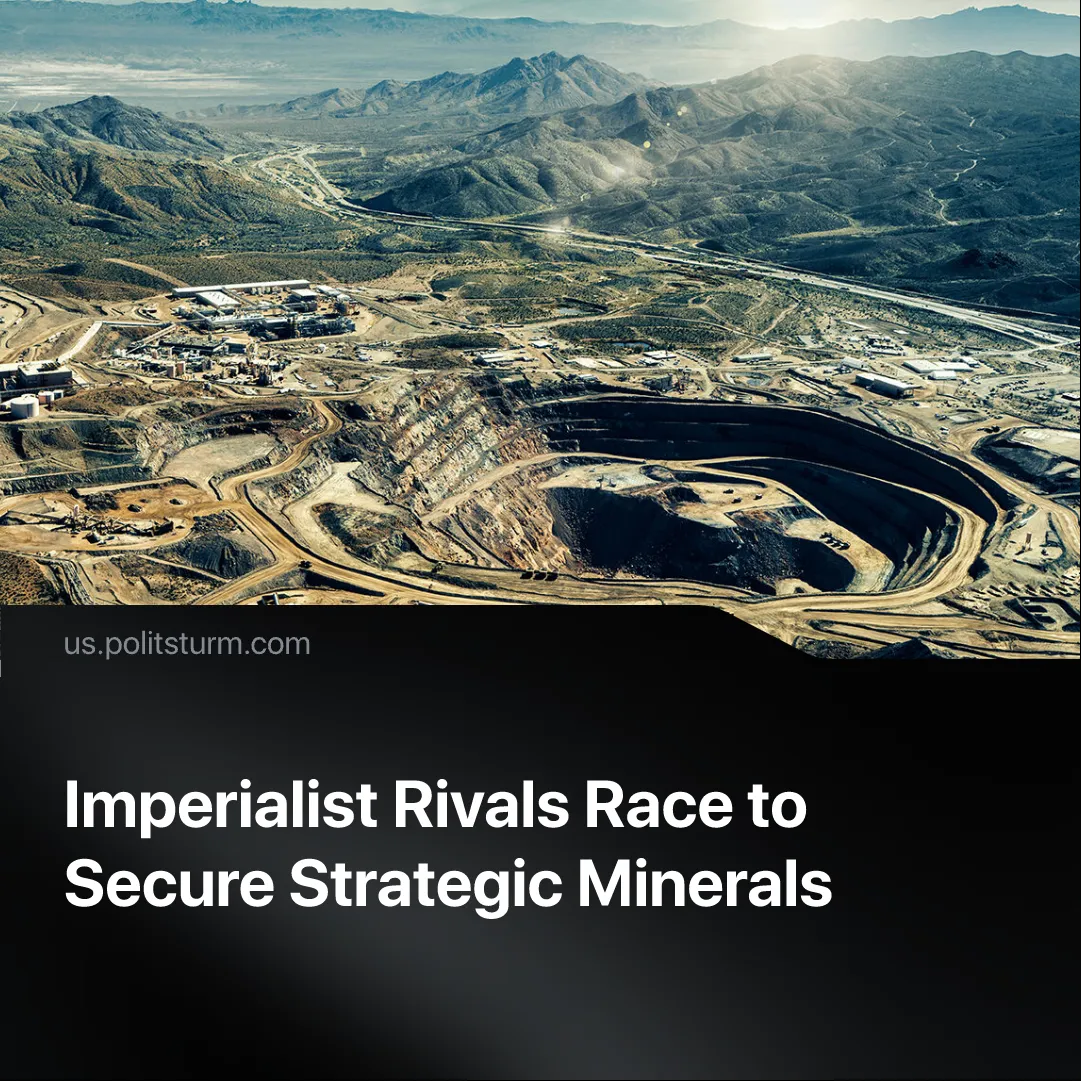 us.politsturm.com
Imperialist Rivals Race to
Secure Strategic Minerals